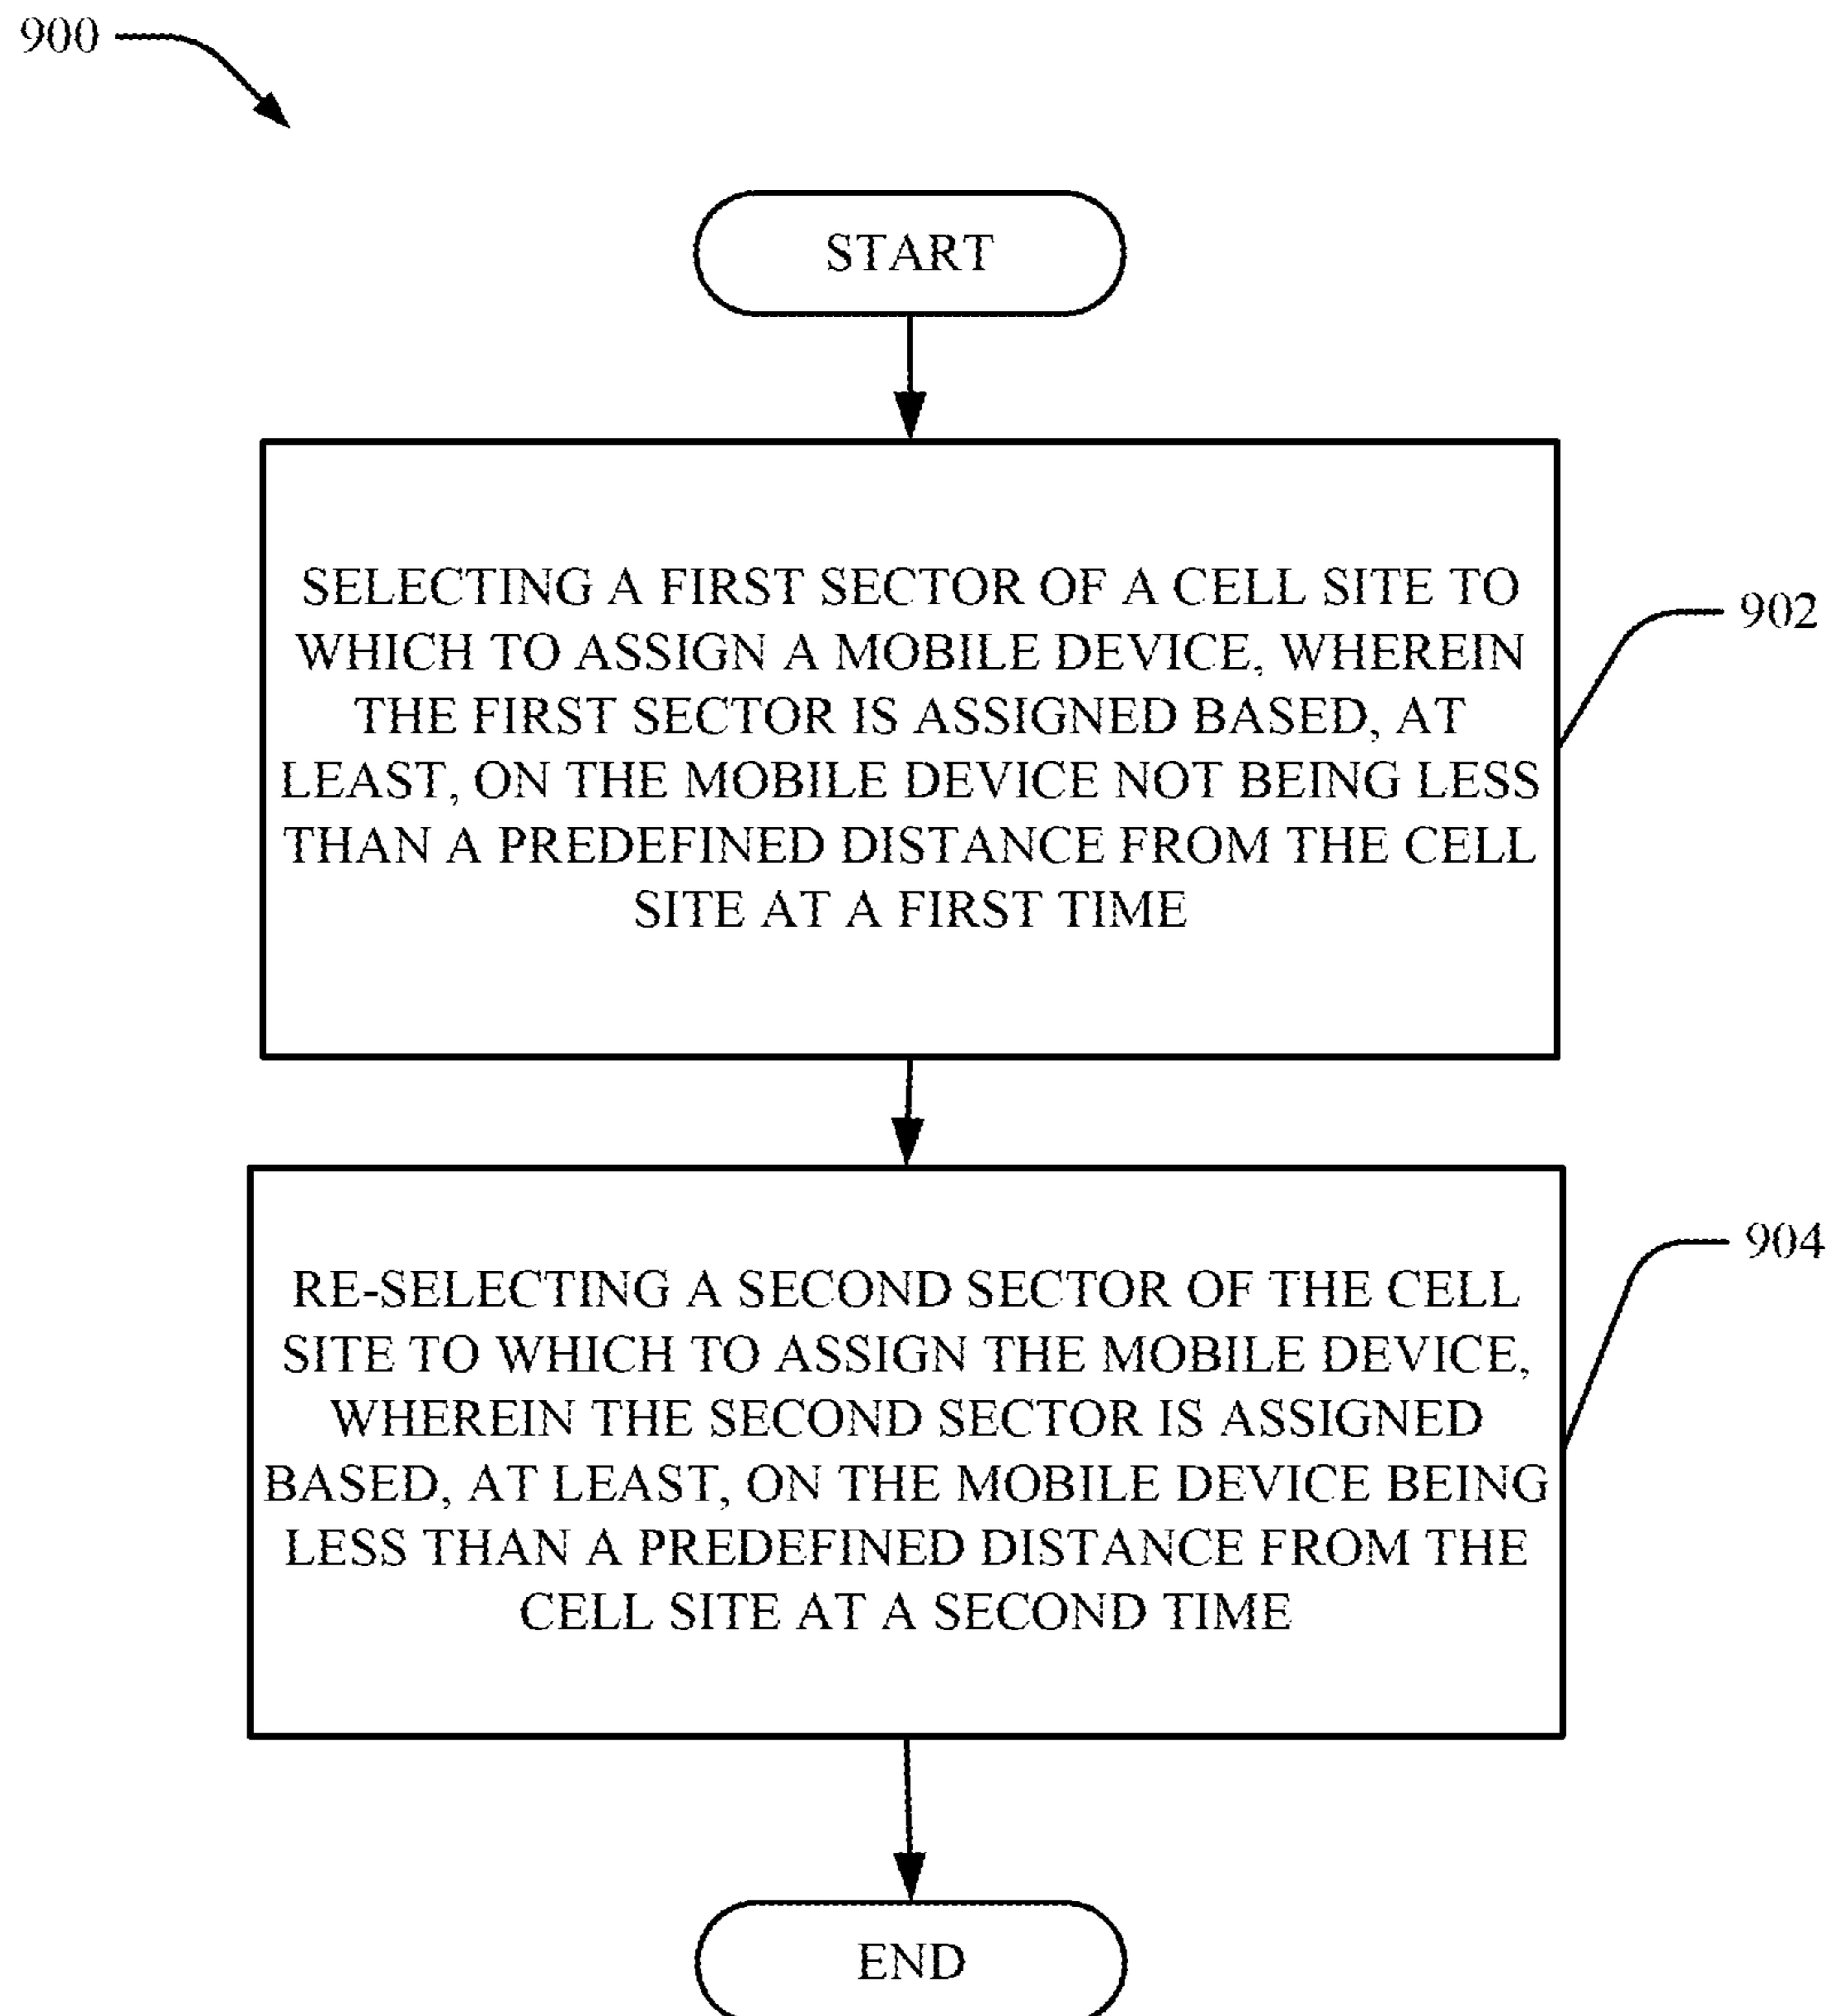 900
START
SELECTING A FIRST SECTOR OF A CELL SITE TO
WHICH TO ASSIGN A MOBILE DEVICE, WHEREIN
THE FIRST SECTOR IS ASSIGNED BASED, AT
LEAST, ON THE MOBILE DEVICE NOT BEING LESS
THAN A PREDEFINED DISTANCE FROM THE CELL
SITE AT A FIRST TIME
902
RE-SELECTING A SECOND SECTOR OF THE CELL
SITE TO WHICH TO ASSIGN THE MOBILE DEVICE,
WHEREIN THE SECOND SECTOR IS ASSIGNED
BASED, AT LEAST, ON THE MOBILE DEVICE BEING
LESS THAN A PREDEFINED DISTANCE FROM THE
CELL SITE AT A SECOND TIME
904
END